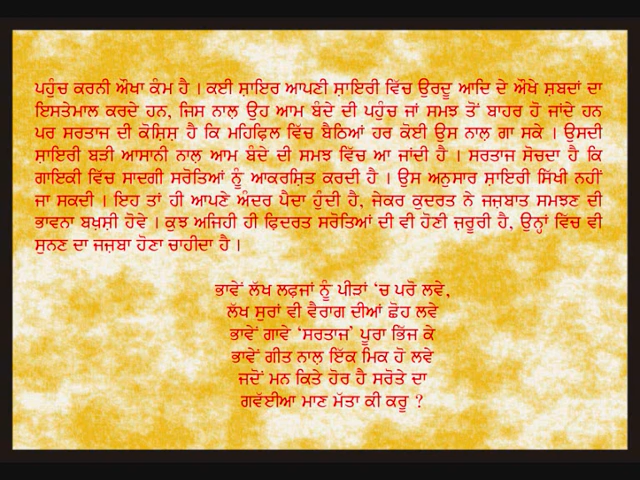 ਪਹੁੰਚ ਕਰਨੀ ਔਖਾ ਕੰਮ ਹੈ । ਕਈ ਸ਼ਾਇਰ ਆਪਣੀ ਸ਼ਾਇਰੀ ਵਿੱਚ ਉਰਦੂ ਆਦਿ ਦੇ ਔਖੇ ਸ਼ਬਦਾਂ ਦਾ
ਇਸਤੇਮਾਲ ਕਰਦੇ ਹਨ, ਜਿਸ ਨਾਲ਼ ਉਹ ਆਮ ਬੰਦੇ ਦੀ ਪਹੁੰਚ ਜਾਂ ਸਮਝ ਤੋਂ ਬਾਹਰ ਹੋ ਜਾਂਦੇ ਹਨ
ਪਰ ਸਰਤਾਜ ਦੀ ਕੋਸ਼ਿਸ਼ ਹੈ ਕਿ ਮਹਿਫ਼ਿਲ ਵਿੱਚ ਬੈਠਿਆਂ ਹਰ ਕੋਈ ਉਸ ਨਾਲ਼ ਗਾ ਸਕੇ । ਉਸਦੀ
ਸ਼ਾਇਰੀ ਬੜੀ ਆਸਾਨੀ ਨਾਲ਼ ਆਮ ਬੰਦੇ ਦੀ ਸਮਝ ਵਿੱਚ ਆ ਜਾਂਦੀ ਹੈ । ਸਰਤਾਜ ਸੋਚਦਾ ਹੈ ਕਿ
ਗਾਇਕੀ ਵਿੱਚ ਸਾਦਗੀ ਸਰੋਤਿਆਂ ਨੂੰ ਆਕਰਸ਼ਿਤ ਕਰਦੀ ਹੈ । ਉਸ ਅਨੁਸਾਰ ਸ਼ਾਇਰੀ ਸਿੱਖੀ ਨਹੀਂ
ਜਾ ਸਕਦੀ । ਇਹ ਤਾਂ ਹੀ ਆਪਣੇ ਅੰਦਰ ਪੈਦਾ ਹੁੰਦੀ ਹੈ, ਜੇਕਰ ਕੁਦਰਤ ਨੇ ਜਜ਼ਬਾਤ ਸਮਝਣ ਦੀ
ਭਾਵਨਾ ਬਖ਼ਸ਼ੀ ਹੋਵੇ । ਕੁਝ ਅਜਿਹੀ ਹੀ ਫ਼ਿਦਰਤ ਸਰੋਤਿਆਂ ਦੀ ਵੀ ਹੋਣੀ ਜ਼ਰੂਰੀ ਹੈ, ਉਨ੍ਹਾਂ ਵਿੱਚ ਵੀ
ਸੁਨਣ ਦਾ ਜਜ਼ਬਾ ਹੋਣਾ ਚਾਹੀਦਾ ਹੈ ।
ਭਾਵੇਂ ਲੱਖ ਲਫ਼ਜਾਂ ਨੂੰ ਪੀੜਾਂ ‘ਚ ਪਰੋ ਲਵੇ,
ਲੱਖ ਸੁਰਾਂ ਵੀ ਵੈਰਾਗ ਦੀਆਂ ਛੋਹ ਲਵੇ
ਭਾਵੇਂ ਗਾਵੇ ‘ਸਰਤਾਜ’ ਪੂਰਾ ਭਿੱਜ ਕੇ
ਭਾਵੇਂ ਗੀਤ ਨਾਲ਼ ਇੱਕ ਮਿਕ ਹੋ ਲਵੇ
ਜਦੋਂ ਮਨ ਕਿਤੇ ਹੋਰ ਹੈ ਸਰੋਤੇ ਦਾ
ਗਵੱਈਆ ਮਾਣ ਮੱਤਾ ਕੀ ਕਰੂ ?